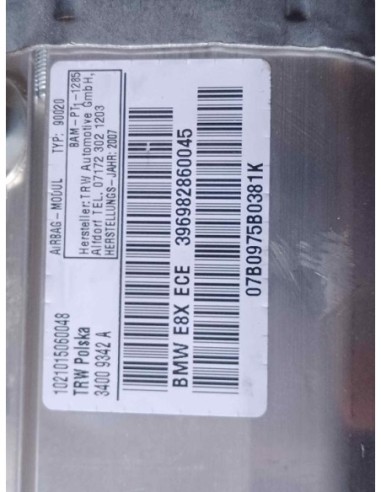 AIRBAG-MODUL TYP: 90020
BAM-PT1-1285
Hersteller:TRW Automotive GmbH,
Alfdorf TEL. 07172 302 1203
HERSTELLUNGS-JAHR: 2007
1021015060048
TRW Polska
3400 9342 A
BMW E8X ECE 396982860045
07B0975B0381K